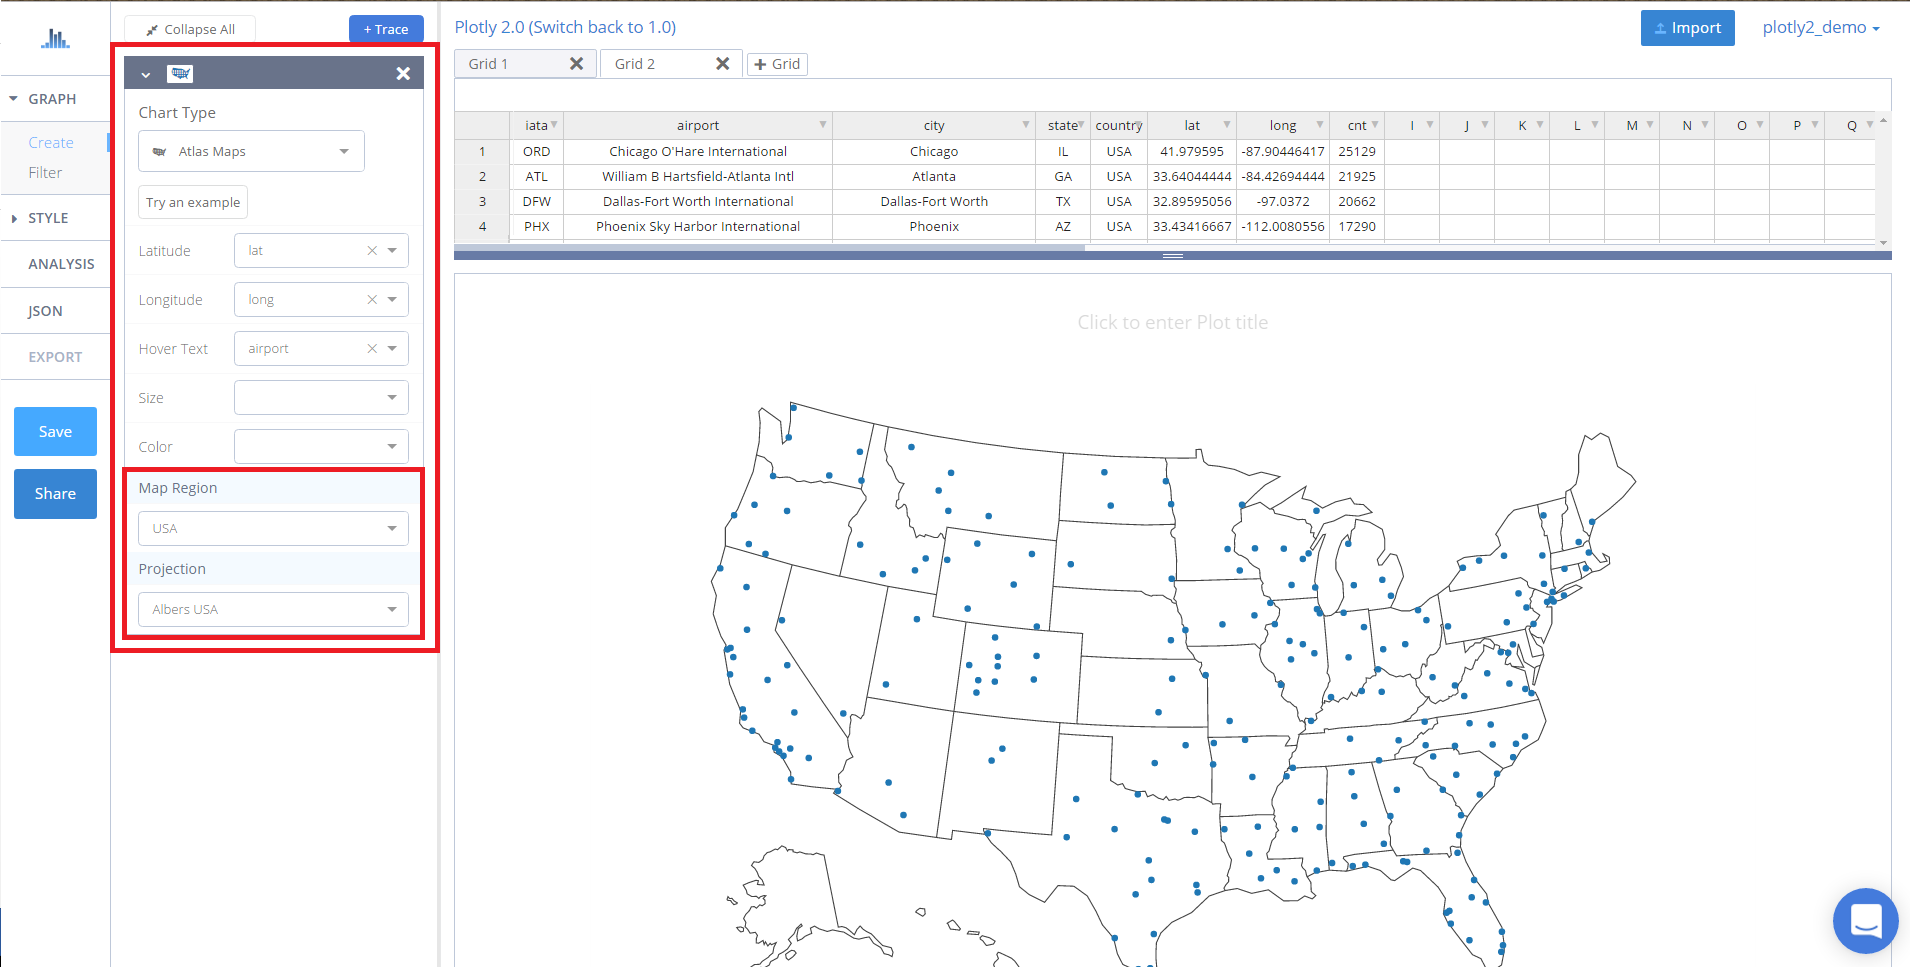 Collapse All
+ Trace
Plotly 2.0 (Switch back to 1.0)
Import
plotly2_demo
Grid 1
Grid 2
+ Grid
GRAPH
Create
Filter
STYLE
ANALYSIS
JSON
EXPORT
Save
Share
Chart Type
Atlas Maps
Try an example
Latitude lat
Longitude long
Hover Text airport
Size
Color
Map Region
USA
Projection
Albers USA
iata airport city state country lat long cnt I J K L M N O P Q
1 ORD Chicago O'Hare International Chicago IL USA 41.979595 -87.90446417 25129
2 ATL William B Hartsfield-Atlanta Intl Atlanta GA USA 33.64044444 -84.42694444 21925
3 DFW Dallas-Fort Worth International Dallas-Fort Worth TX USA 32.89595056 -97.0372 20662
4 PHX Phoenix Sky Harbor International Phoenix AZ USA 33.43416667 -112.0080556 17290
Click to enter Plot title